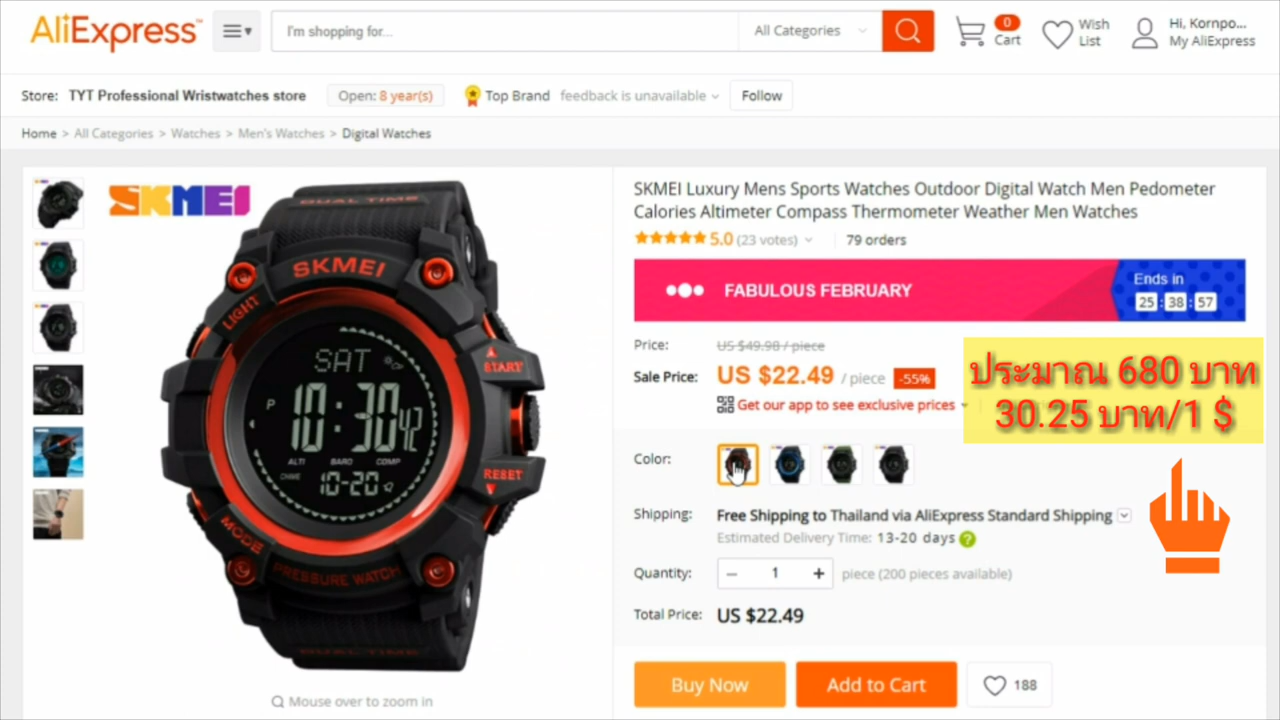 AliExpress™
I'm shopping for...
All Categories
0
Cart
Wish
List
Hi, Kornpo...
My AliExpress
Store: TYT Professional Wristwatches store
Open: 8 year(s)
Top Brand feedback is unavailable
Follow
Home > All Categories > Watches > Men's Watches > Digital Watches
SKMEI
DUAL TIME
SKMEI
LIGHT
START
SAT
P 10:30 42
ALTI BARO COMP
CHIME 10-20
RESET
MODE
PRESSURE WATCH
DUAL TIME
Mouse over to zoom in
SKMEI Luxury Mens Sports Watches Outdoor Digital Watch Men Pedometer
Calories Altimeter Compass Thermometer Weather Men Watches
5.0 (23 votes) 79 orders
FABULOUS FEBRUARY
Ends in
25:38:57
Price: US $49.98 / piece
Sale Price: US $22.49 / piece -55%
Get our app to see exclusive prices
ประมาณ 680 บาท
30.25 บาท/1 $
Color:
Shipping: Free Shipping to Thailand via AliExpress Standard Shipping
Estimated Delivery Time: 13-20 days ?
Quantity: – 1 + piece (200 pieces available)
Total Price: US $22.49
Buy Now
Add to Cart
188